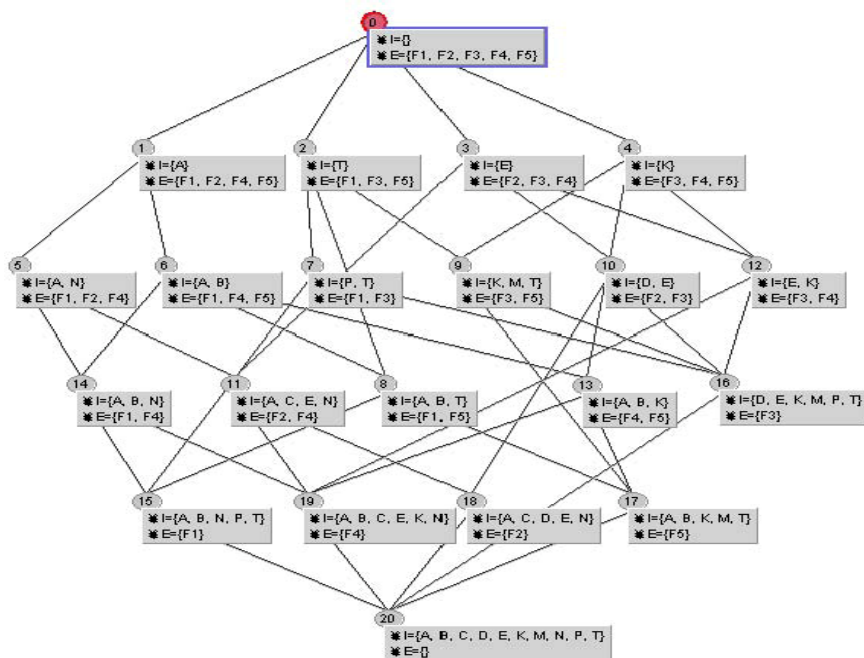 0
I={}
E={F1, F2, F3, F4, F5}
1
I={A}
E={F1, F2, F4, F5}
2
I={T}
E={F1, F3, F5}
3
I={E}
E={F2, F3, F4}
4
I={K}
E={F3, F4, F5}
5
I={A, N}
E={F1, F2, F4}
6
I={A, B}
E={F1, F4, F5}
7
I={P, T}
E={F1, F3}
9
I={K, M, T}
E={F3, F5}
10
I={D, E}
E={F2, F3}
12
I={E, K}
E={F3, F4}
14
I={A, B, N}
E={F1, F4}
11
I={A, C, E, N}
E={F2, F4}
8
I={A, B, T}
E={F1, F5}
13
I={A, B, K}
E={F4, F5}
16
I={D, E, K, M, P, T}
E={F3}
15
I={A, B, N, P, T}
E={F1}
19
I={A, B, C, E, K, N}
E={F4}
18
I={A, C, D, E, N}
E={F2}
17
I={A, B, K, M, T}
E={F5}
20
I={A, B, C, D, E, K, M, N, P, T}
E={}